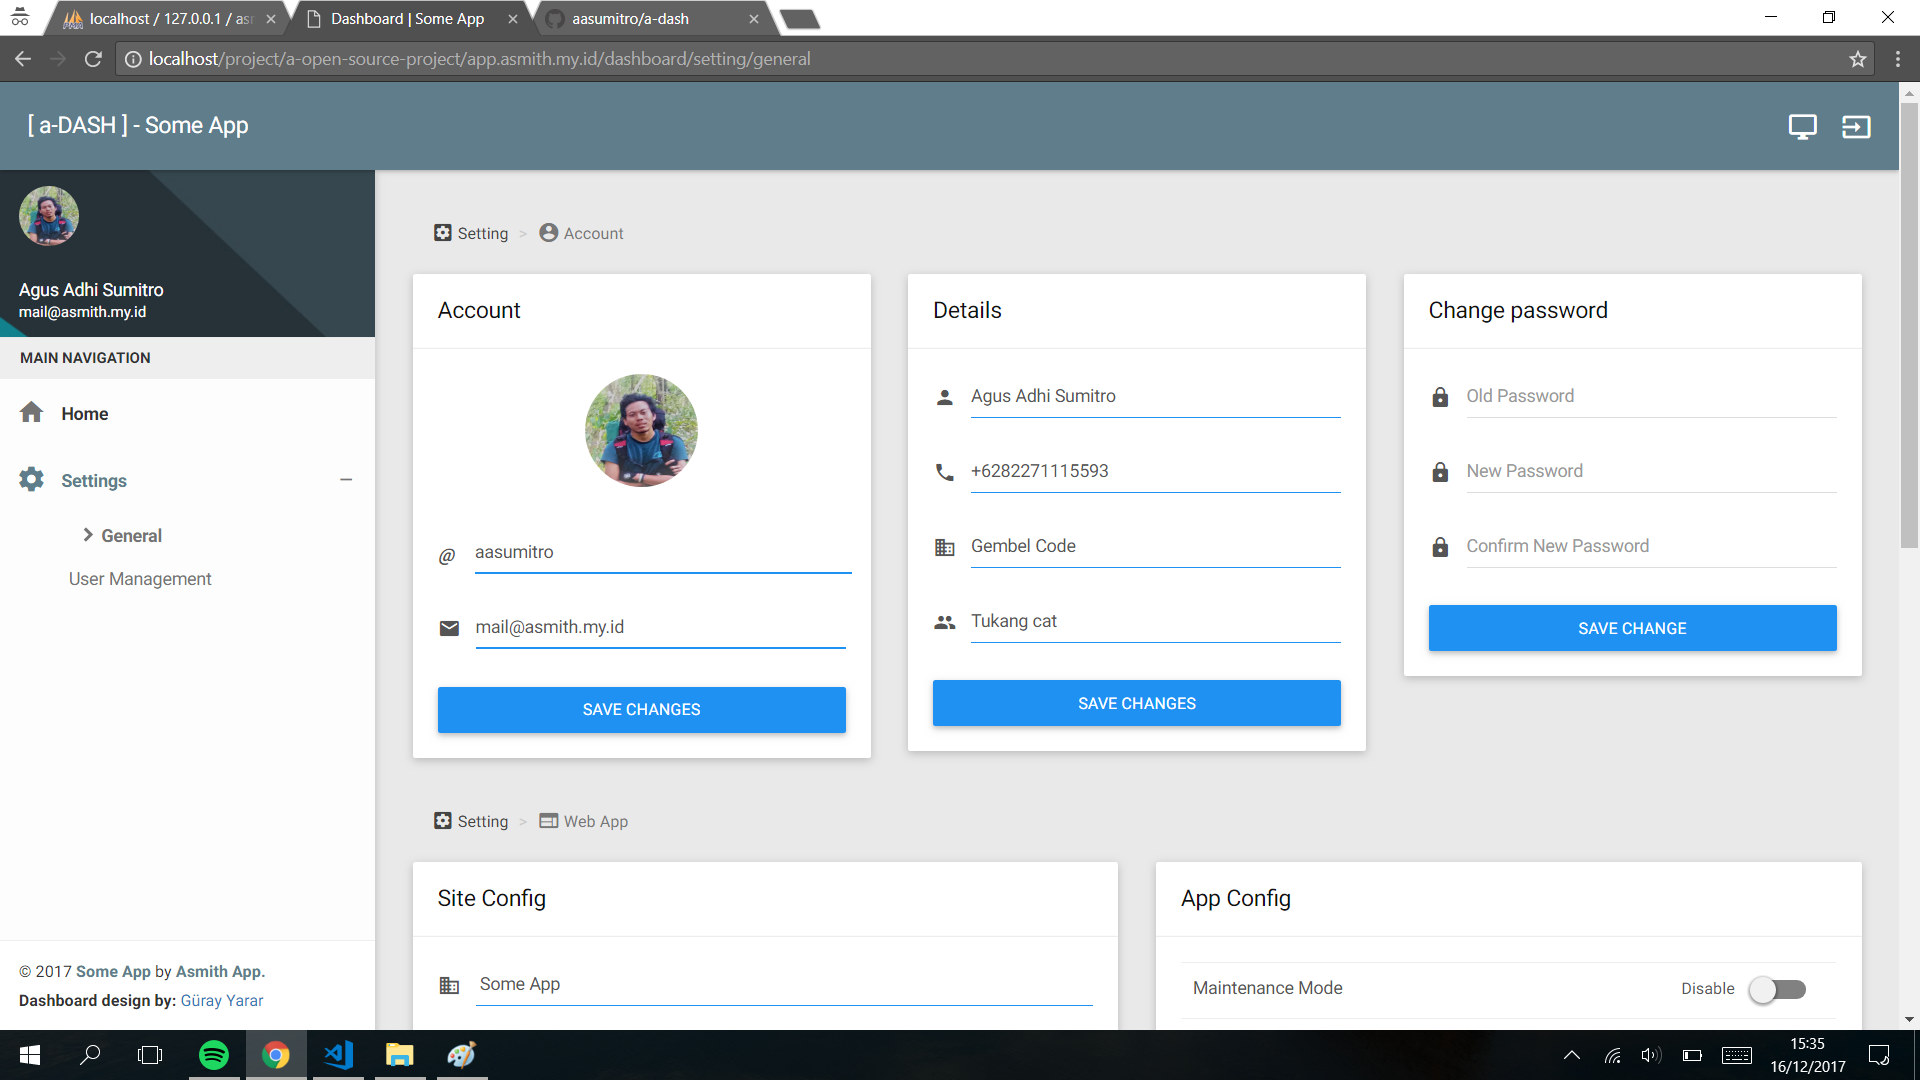 localhost / 127.0.0.1 / asm
Dashboard | Some App
aasumitro/a-dash
localhost/project/a-open-source-project/app.asmith.my.id/dashboard/setting/general
[ a-DASH ] - Some App
Agus Adhi Sumitro
mail@asmith.my.id
MAIN NAVIGATION
Home
Settings
General
User Management
© 2017 Some App by Asmith App.
Dashboard design by: Güray Yarar
Setting > Account
Account
@ aasumitro
mail@asmith.my.id
SAVE CHANGES
Details
Agus Adhi Sumitro
+6282271115593
Gembel Code
Tukang cat
SAVE CHANGES
Change password
Old Password
New Password
Confirm New Password
SAVE CHANGE
Setting > Web App
Site Config
Some App
App Config
Maintenance Mode
Disable
15:35
16/12/2017